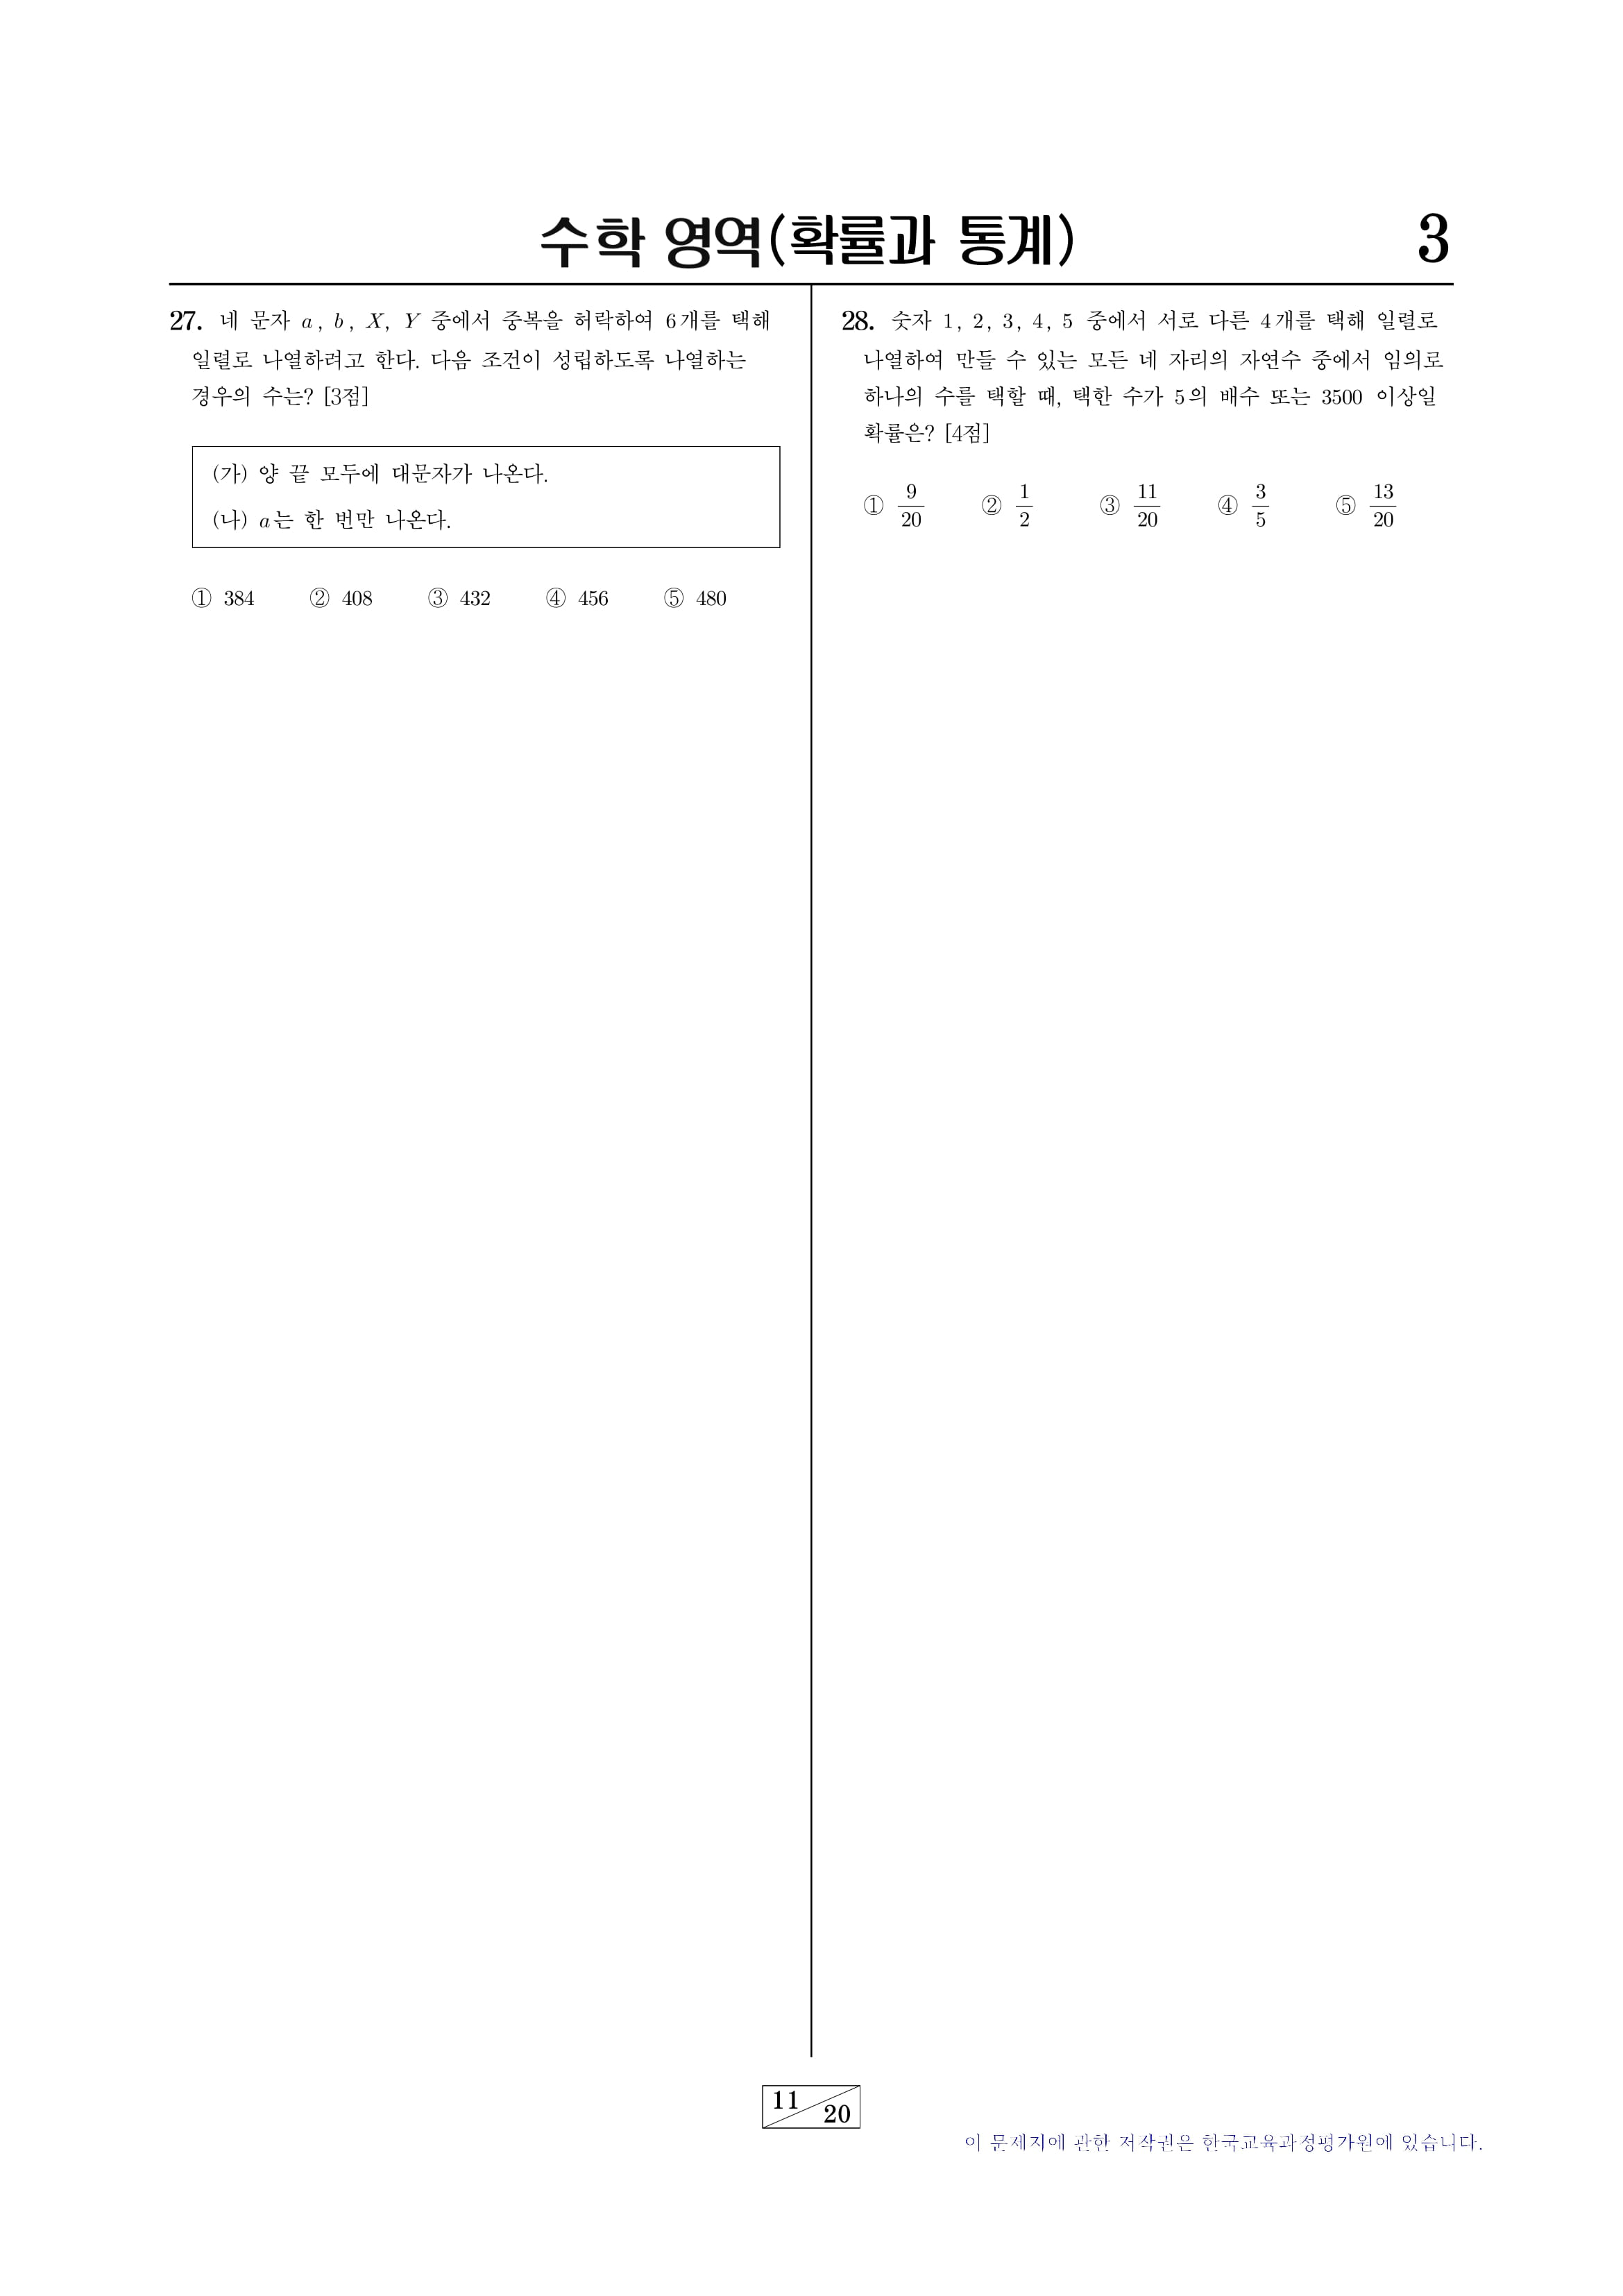 수학 영역(확률과 통계)
3
27. 네 문자 a, b, X, Y 중에서 중복을 허락하여 6개를 택해
일렬로 나열하려고 한다. 다음 조건이 성립하도록 나열하는
경우의 수는? [3점]
(가) 양 끝 모두에 대문자가 나온다.
(나) a는 한 번만 나온다.
① 384 ② 408 ③ 432 ④ 456 ⑤ 480
28. 숫자 1, 2, 3, 4, 5 중에서 서로 다른 4개를 택해 일렬로
나열하여 만들 수 있는 모든 네 자리의 자연수 중에서 임의로
하나의 수를 택할 때, 택한 수가 5의 배수 또는 3500 이상일
확률은? [4점]
① 9/20 ② 1/2 ③ 11/20 ④ 3/5 ⑤ 13/20
11/20
이 문제지에 관한 저작권은 한국교육과정평가원에 있습니다.